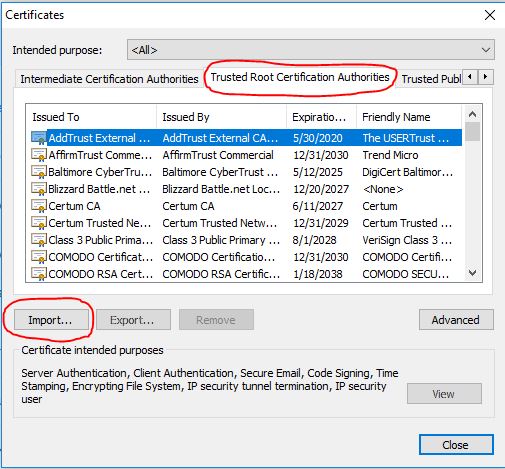 Certificates
Intended purpose: <All>
Intermediate Certification Authorities Trusted Root Certification Authorities Trusted Publ
Issued To Issued By Expiratio... Friendly Name
AddTrust External ... AddTrust External CA... 5/30/2020 The USERTrust ...
AffirmTrust Comme... AffirmTrust Commercial 12/31/2030 Trend Micro
Baltimore CyberTru... Baltimore CyberTrust ... 5/12/2025 DigiCert Baltimor...
Blizzard Battle.net ... Blizzard Battle.net Loc... 12/20/2027 <None>
Certum CA Certum CA 6/11/2027 Certum
Certum Trusted Net... Certum Trusted Netw... 12/31/2029 Certum Trusted ...
Class 3 Public Prima... Class 3 Public Primary ... 8/1/2028 VeriSign Class 3 ...
COMODO Certificat... COMODO Certificatio... 12/31/2030 COMODO
COMODO RSA Cert... COMODO RSA Certific... 1/18/2038 COMODO SECU...
Import... Export... Remove Advanced
Certificate intended purposes
Server Authentication, Client Authentication, Secure Email, Code Signing, Time
Stamping, Encrypting File System, IP security tunnel termination, IP security
user
View
Close